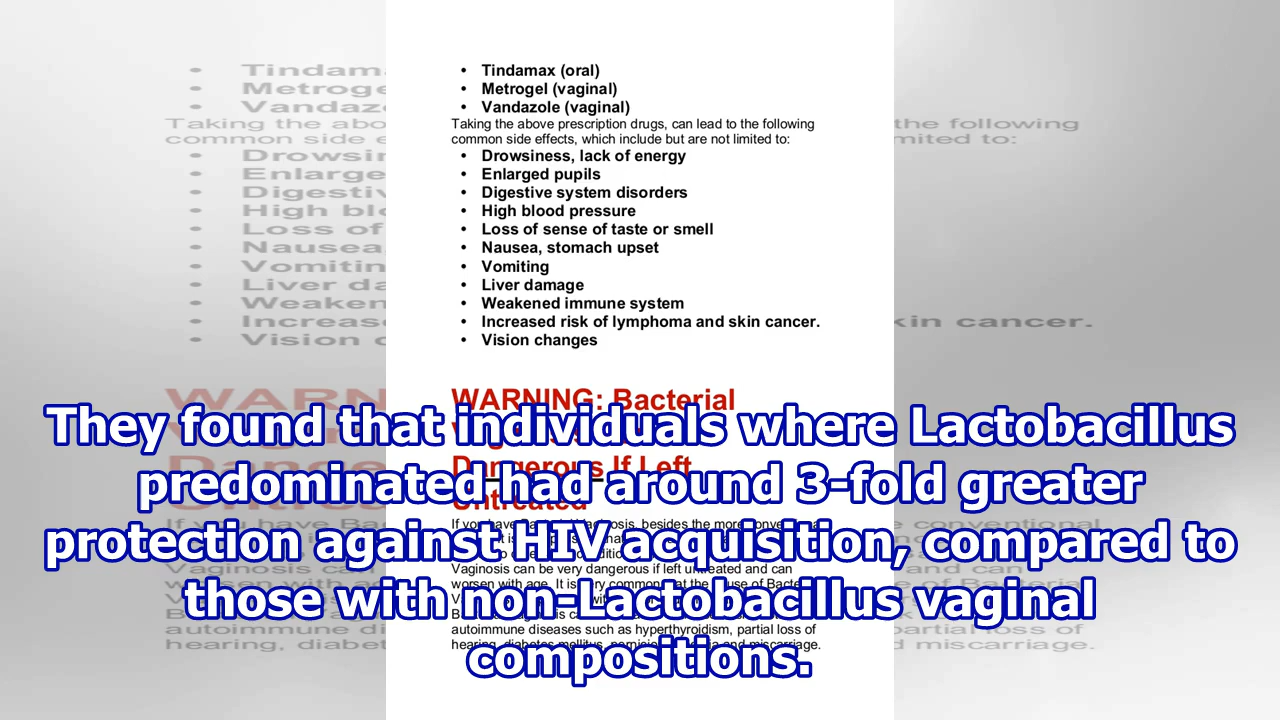 • Tindamax (oral)
• Metrogel (vaginal)
• Vandazole (vaginal)
Taking the above prescription drugs, can lead to the following
common side effects, which include but are not limited to:
• Drowsiness, lack of energy
• Enlarged pupils
• Digestive system disorders
• High blood pressure
• Loss of sense of taste or smell
• Nausea, stomach upset
• Vomiting
• Liver damage
• Weakened immune system
• Increased risk of lymphoma and skin cancer.
• Vision changes
WARNING: Bacterial
Dangerous If Left
Untreated
They found that individuals where Lactobacillus
predominated had around 3-fold greater
protection against HIV acquisition, compared to
those with non-Lactobacillus vaginal
compositions.
Vaginosis can be very dangerous if left untreated and can
autoimmune diseases such as hyperthyroidism, partial loss of